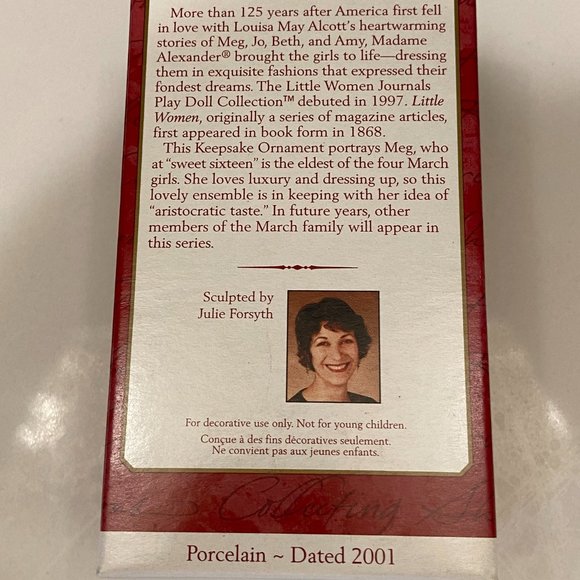 More than 125 years after America first fell
in love with Louisa May Alcott's heartwarming
stories of Meg, Jo, Beth, and Amy, Madame
Alexander® brought the girls to life—dressing
them in exquisite fashions that expressed their
fondest dreams. The Little Women Journals
Play Doll Collection™ debuted in 1997. Little
Women, originally a series of magazine articles,
first appeared in book form in 1868.
This Keepsake Ornament portrays Meg, who
at “sweet sixteen” is the eldest of the four March
girls. She loves luxury and dressing up, so this
lovely ensemble is in keeping with her idea of
“aristocratic taste.” In future years, other
members of the March family will appear in
this series.
Sculpted by
Julie Forsyth
For decorative use only. Not for young children.
Conçue à des fins décoratives seulement.
Ne convient pas aux jeunes enfants.
Collecting
Porcelain ~ Dated 2001